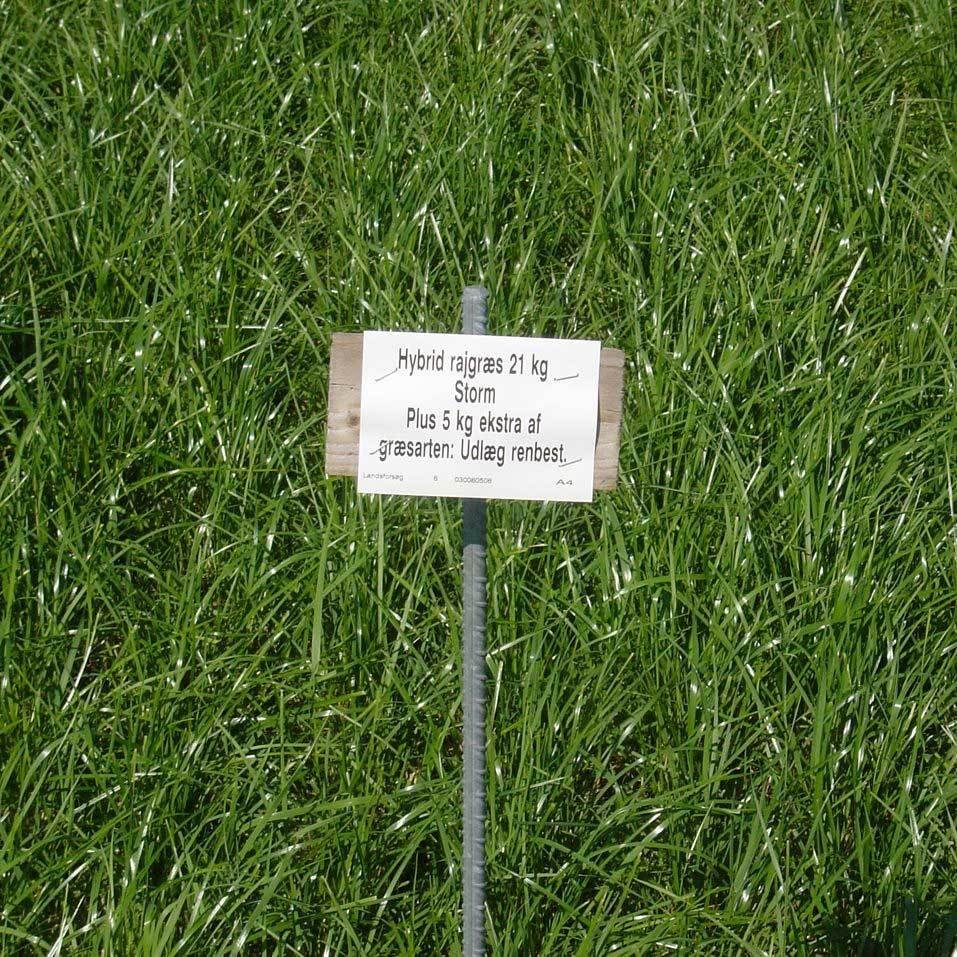 Hybrid rajgræs 21 kg
Storm
Plus 5 kg ekstra af
græsarten: Udlæg renbest.
Landsforsøg 6 030060506 A4